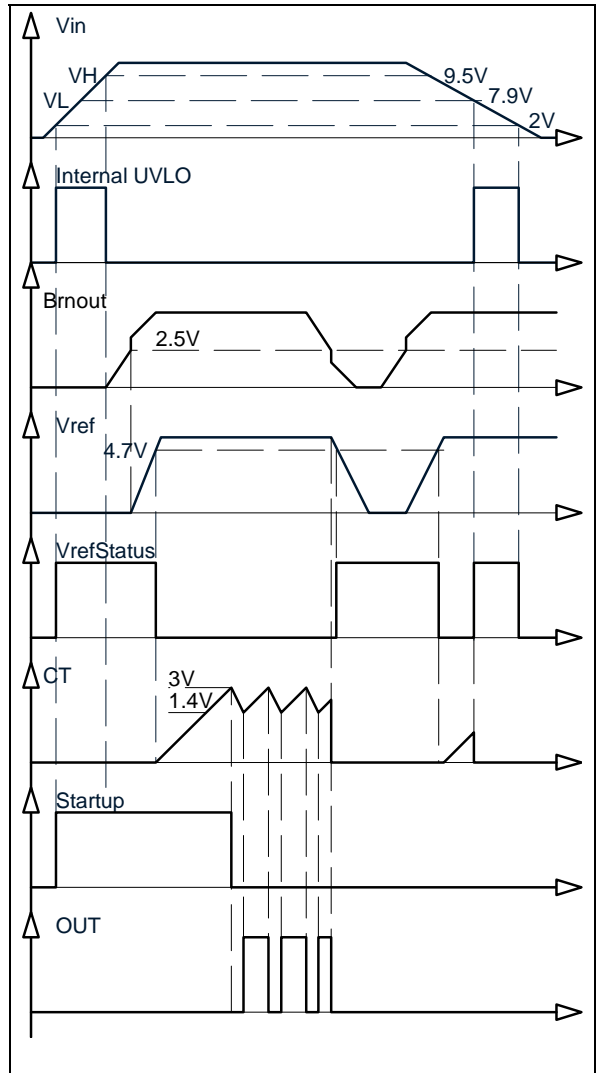 Vin
VH
9.5V
VL
7.9V
2V
Internal UVLO
Brnout
2.5V
Vref
4.7V
VrefStatus
CT
3V
1.4V
Startup
OUT